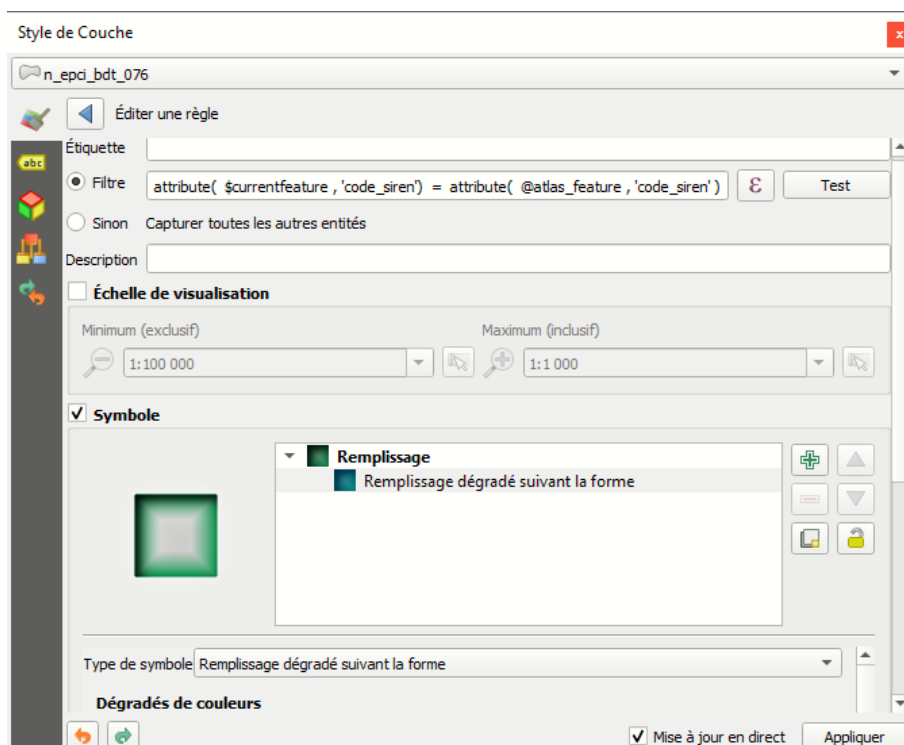 Style de Couche
x
n_epci_bdt_076
Éditer une règle
abc
Étiquette
Filtre attribute( $currentfeature , 'code_siren') = attribute( @atlas_feature , 'code_siren' ) ε Test
Sinon Capturer toutes les autres entités
Description
Échelle de visualisation
Minimum (exclusif) Maximum (inclusif)
1:100 000 1:1 000
Symbole
Remplissage
Remplissage dégradé suivant la forme
Type de symbole Remplissage dégradé suivant la forme
Dégradés de couleurs
Mise à jour en direct Appliquer